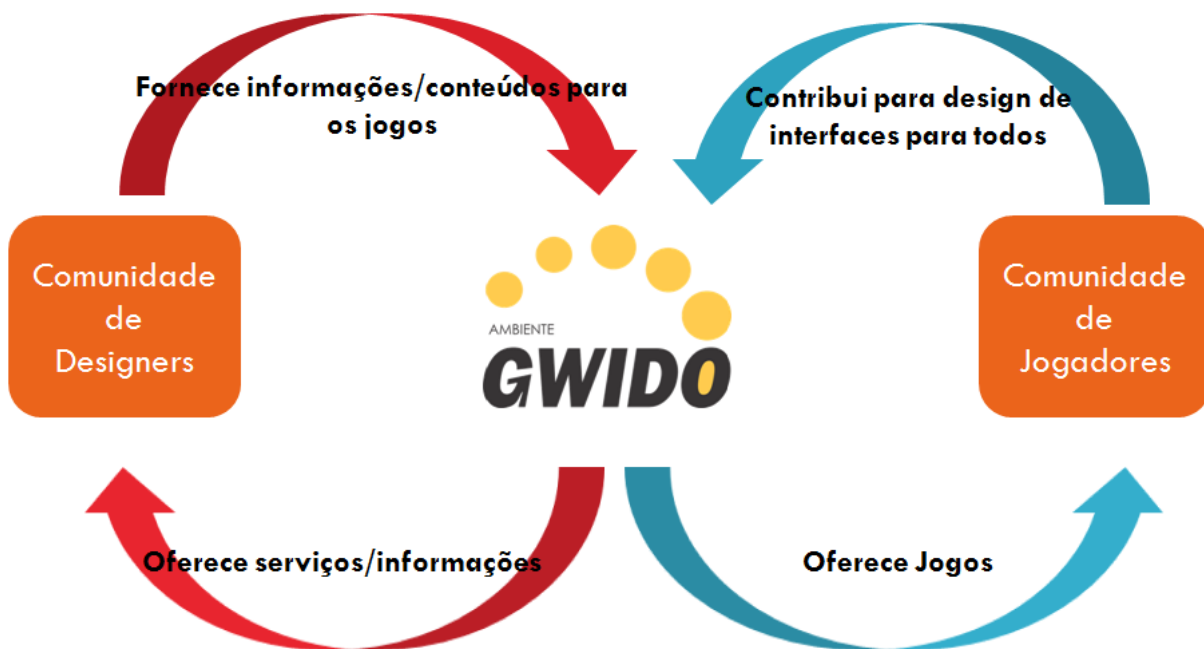 Fornece informações/conteúdos para
os jogos
Contribui para design de
interfaces para todos
Comunidade
de
Designers
AMBIENTE
GWIDO
Comunidade
de
Jogadores
Oferece serviços/informações
Oferece Jogos